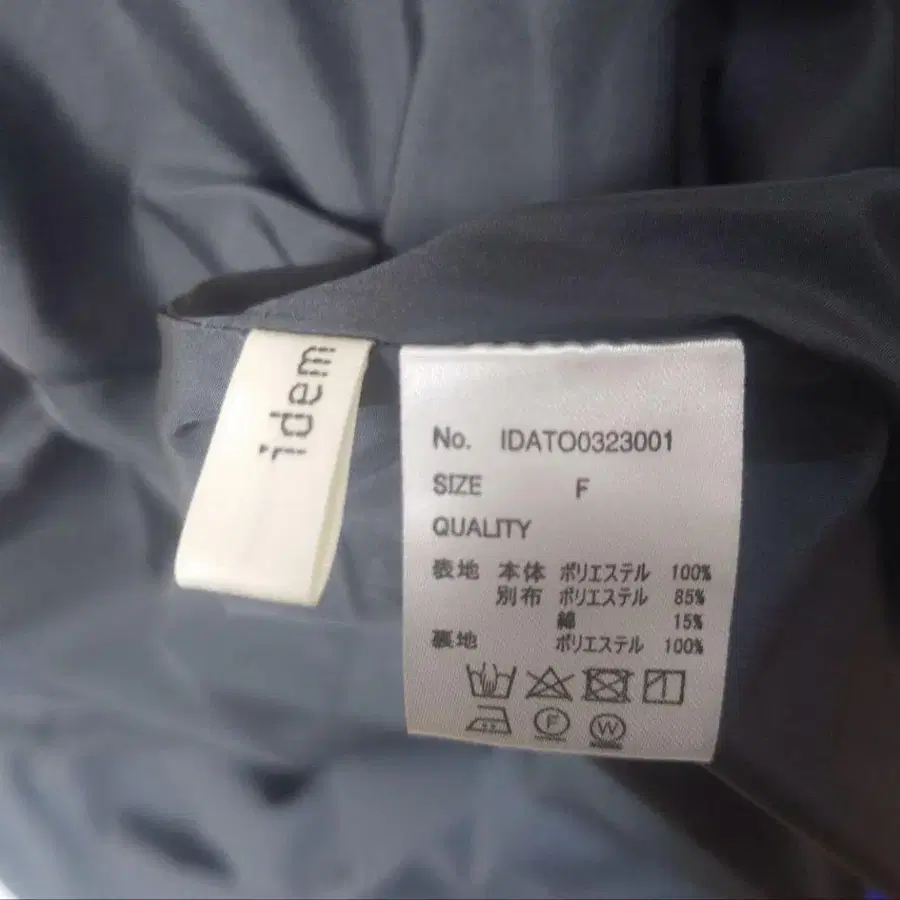 idem
No. IDATO0323001
SIZE F
QUALITY
表地 本体 ポリエステル 100%
別布 ポリエステル 85%
綿 15%
裏地 ポリエステル 100%
F W